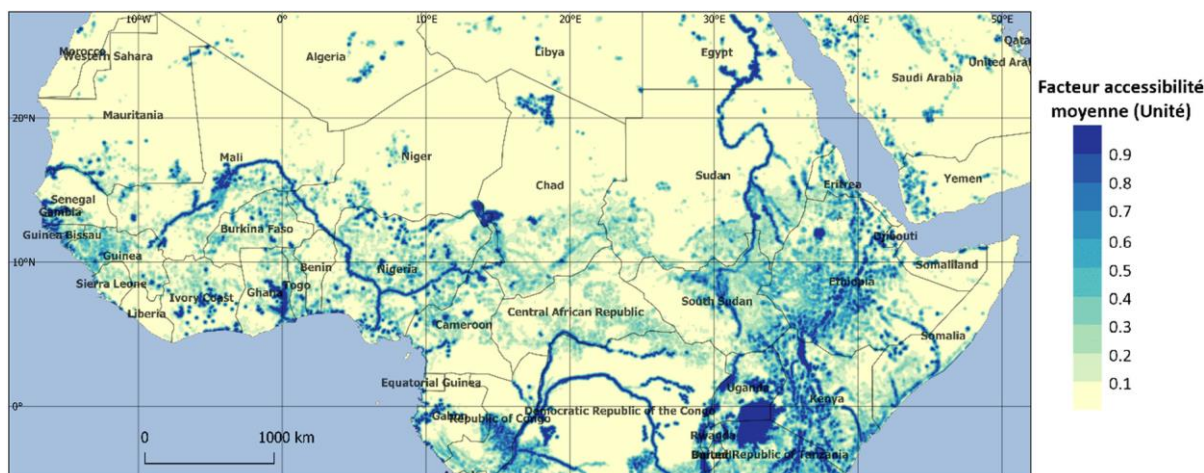 10°W 0° 10°E 20°E 30°E 40°E 50°E
Morocco
Western Sahara
Algeria
Libya
Egypt
Qata
United Arab
Saudi Arabia
Mauritania
20°N
Mali
Niger
Chad
Sudan
Eritrea
Yemen
Senegal
Gambia
Guinea Bissau
Burkina Faso
Djibouti
Guinea
10°N
Benin
Nigeria
Somaliland
Sierra Leone
Ivory Coast
Ghana
Togo
South Sudan
Ethiopia
Liberia
Central African Republic
Cameroon
Somalia
Equatorial Guinea
Uganda
Kenya
0°
Gabon
Republic of Congo
Democratic Republic of the Congo
Rwanda
United Republic of Tanzania
0 1000 km
Facteur accessibilité
moyenne (Unité)
0.9
0.8
0.7
0.6
0.5
0.4
0.3
0.2
0.1